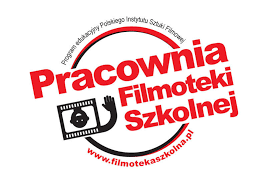 Program edukacyjny Polskiego Instytutu Sztuki Filmowej
Pracownia
Filmoteki
Szkolnej
www.filmotekaszkolna.pl